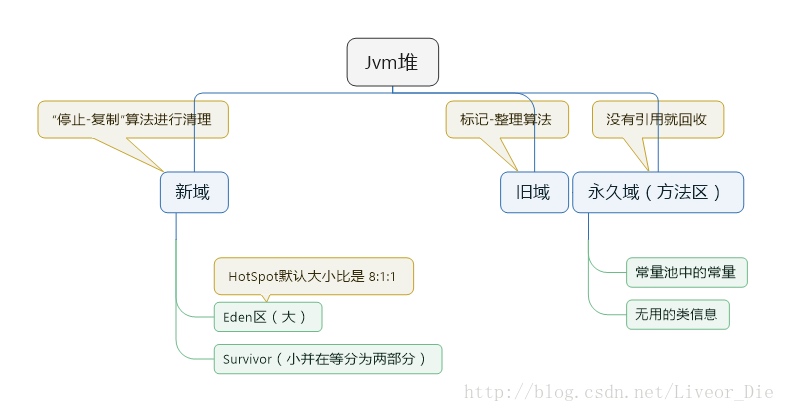 Jvm堆
“停止-复制”算法进行清理
标记-整理算法
没有引用就回收
新域
旧域
永久域（方法区）
HotSpot默认大小比是 8:1:1
Eden区（大）
Survivor（小并在等分为两部分）
常量池中的常量
无用的类信息
http://blog.csdn.net/Liveor_Die